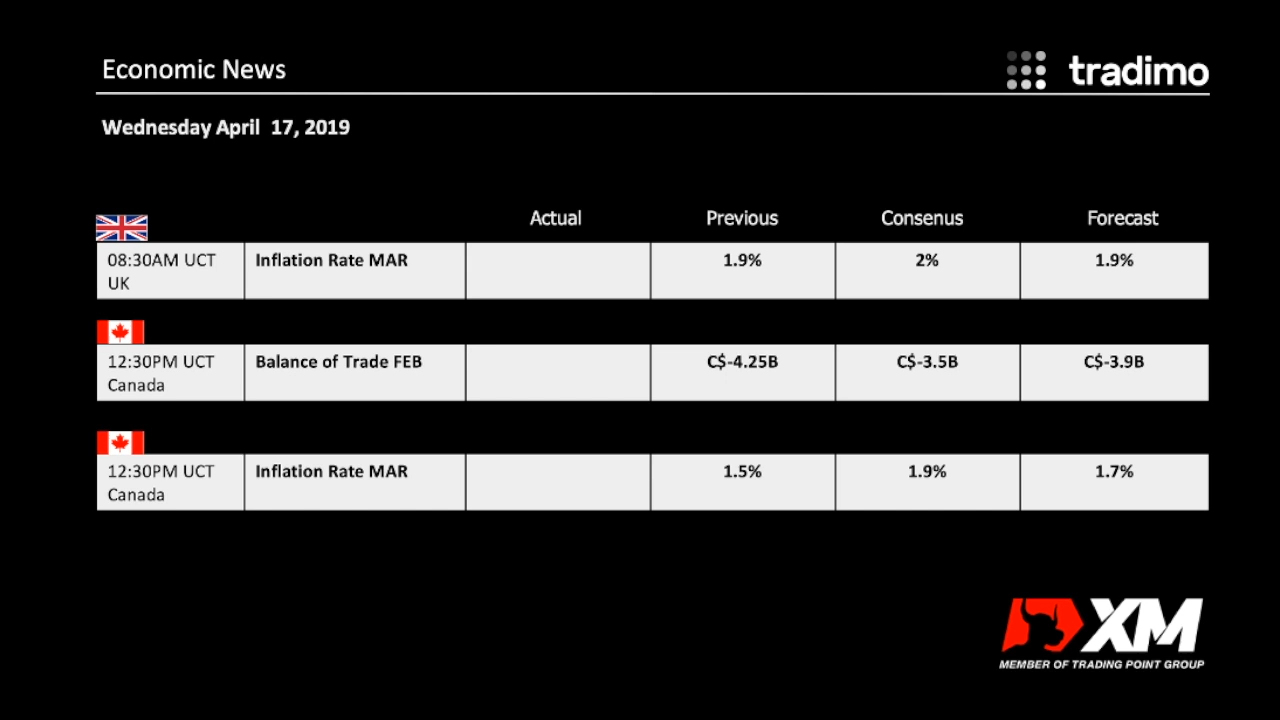 Economic News
tradimo
Wednesday April 17, 2019
Actual Previous Consenus Forecast
08:30AM UCT Inflation Rate MAR 1.9% 2% 1.9%
UK
12:30PM UCT Balance of Trade FEB C$-4.25B C$-3.5B C$-3.9B
Canada
12:30PM UCT Inflation Rate MAR 1.5% 1.9% 1.7%
Canada
XM
MEMBER OF TRADING POINT GROUP